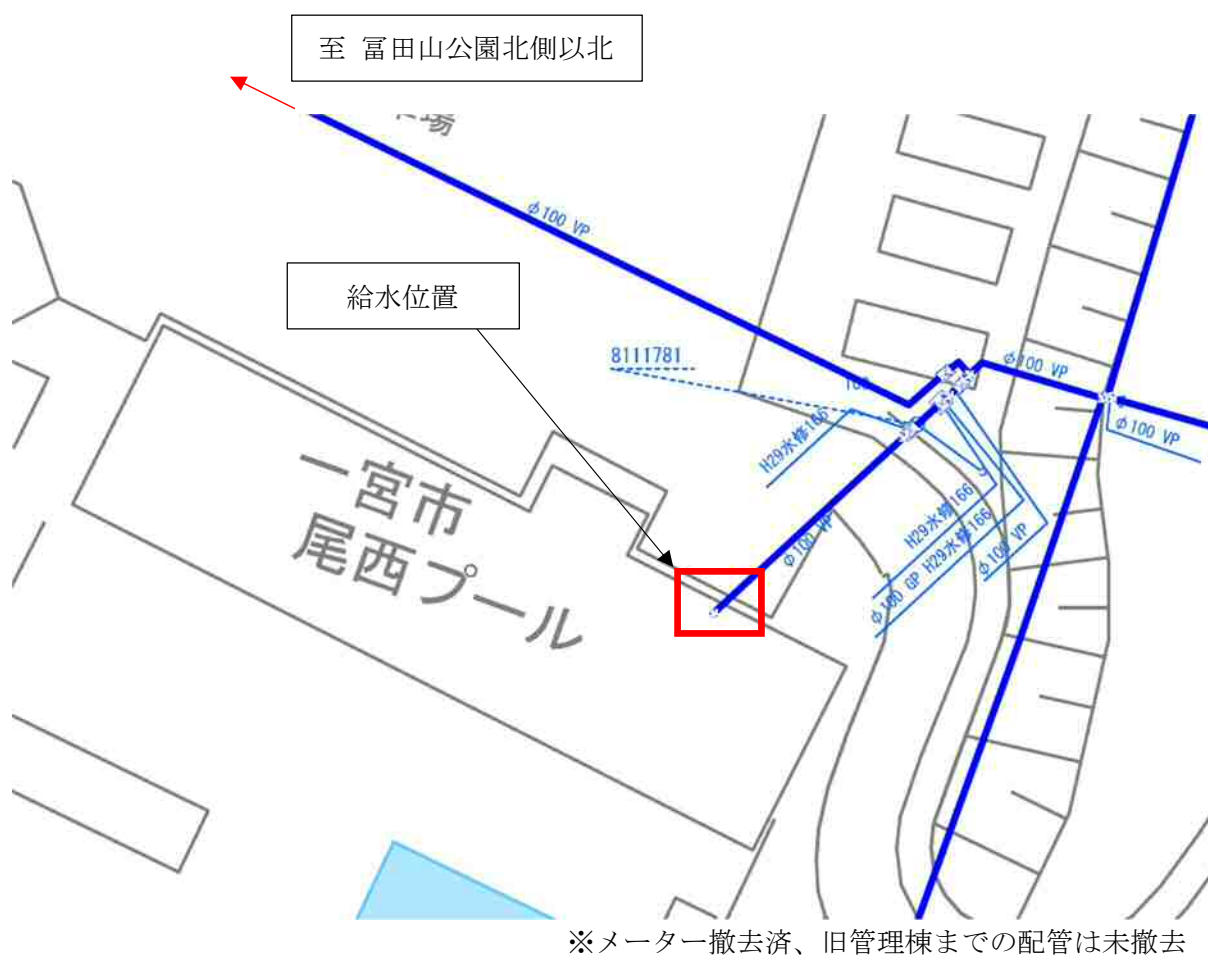 至 冨田山公園北側以北
場
φ100 VP
給水位置
8111781
φ100 VP
φ100 VP
H29水修166
一宮市
尾西プール
φ100 VP
H29水修166
φ100 GP H29水修166
φ100 VP
※メーター撤去済、旧管理棟までの配管は未撤去